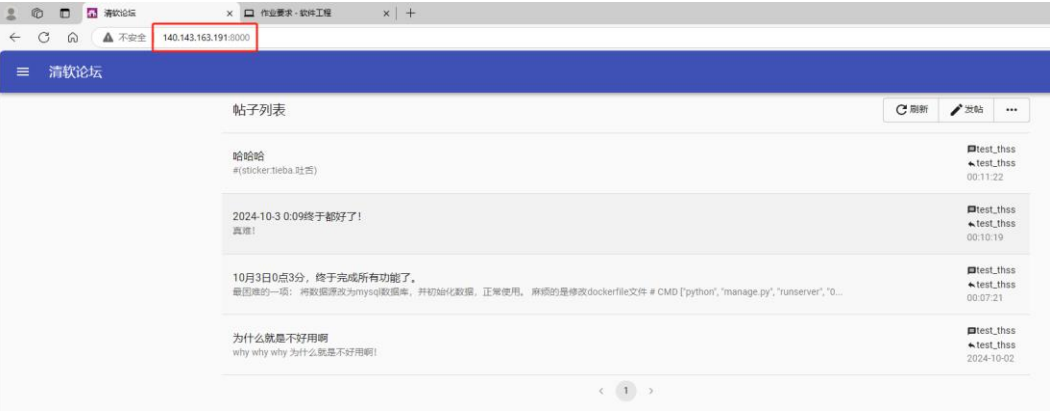 清软论坛
作业要求 - 软件工程
不安全
140.143.163.191:8000
清软论坛
帖子列表
刷新
发帖
哈哈哈
#(sticker:tieba.吐舌)
test_thss
test_thss
00:11:22
2024-10-3 0:09终于都好了!
真难!
test_thss
test_thss
00:10:19
10月3日0点3分，终于完成所有功能了。
最困难的一项： 将数据源改为mysql数据库，并初始化数据，正常使用。 麻烦的是修改dockerfile文件 # CMD ["python", "manage.py", "runserver", "0...
test_thss
test_thss
00:07:21
为什么就是不好用啊
why why why 为什么就是不好用啊!
test_thss
test_thss
2024-10-02
1